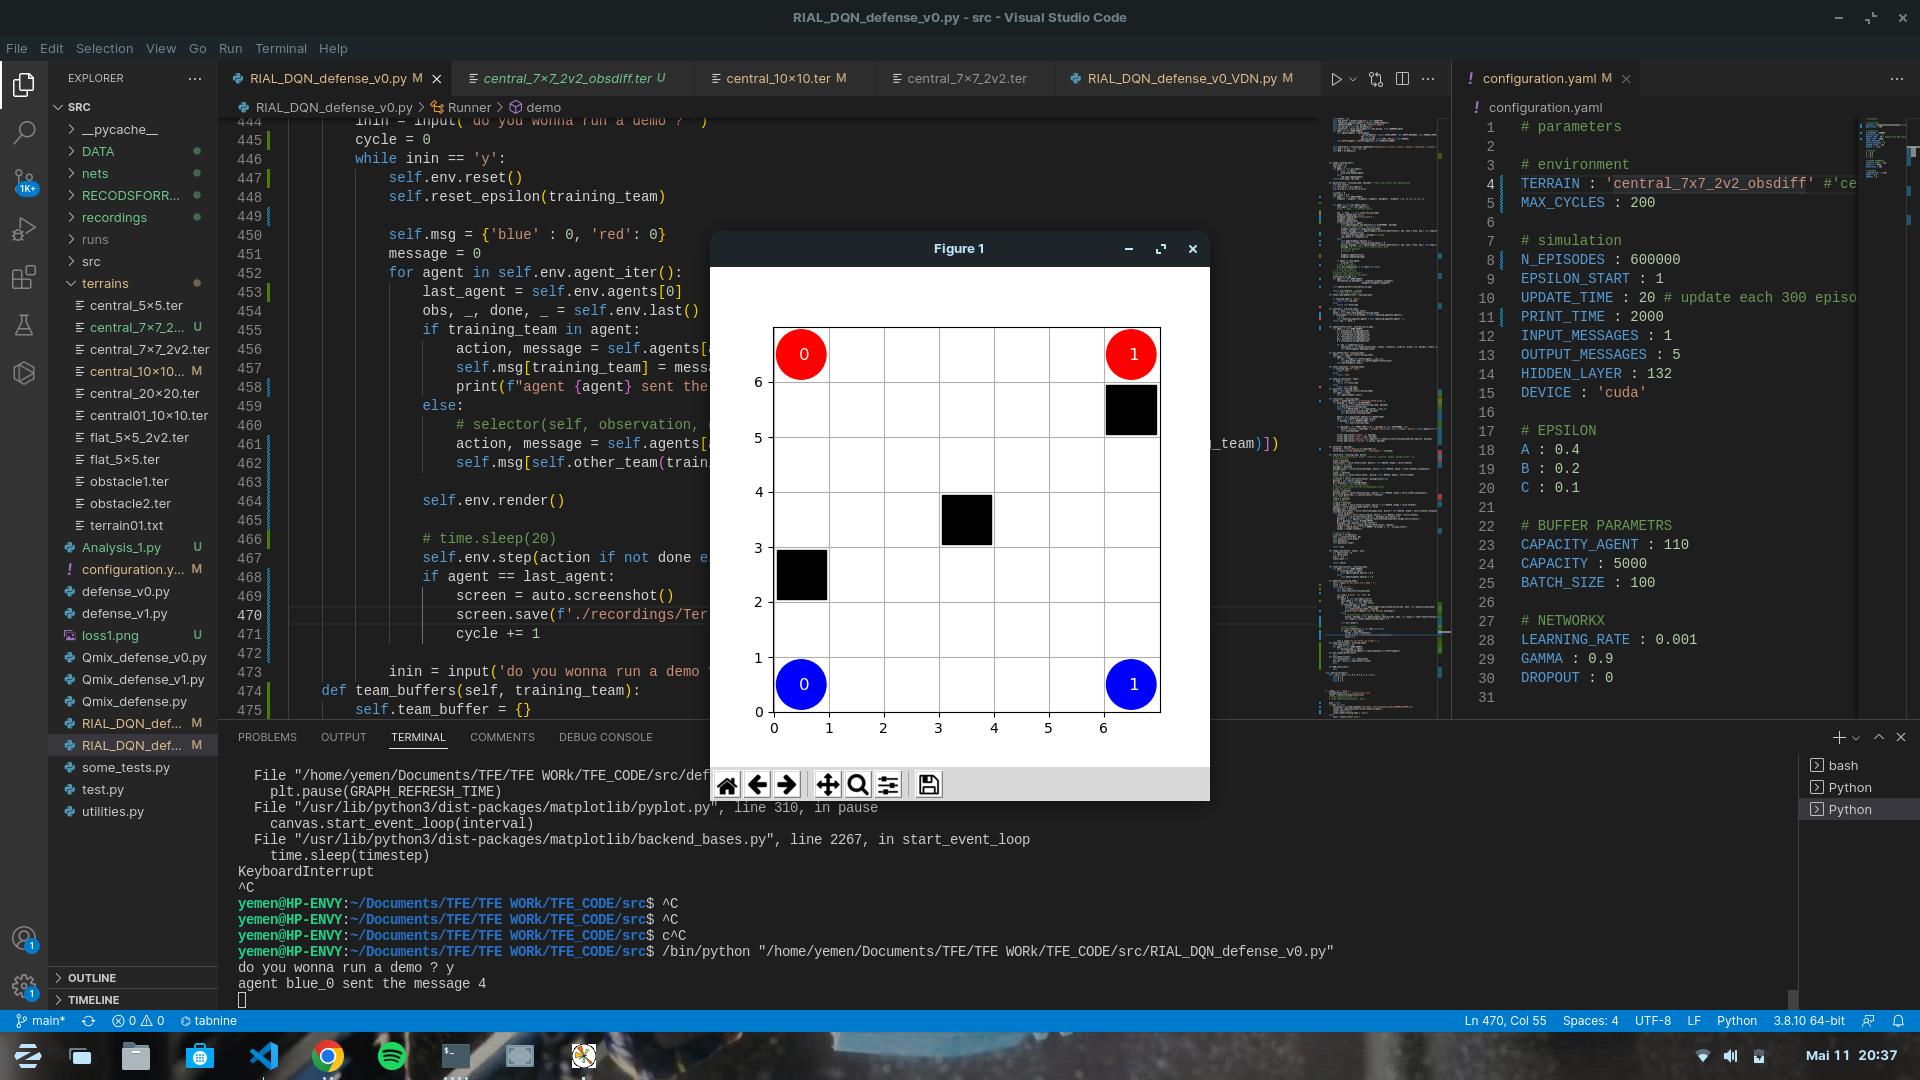 RIAL_DQN_defense_v0.py - src - Visual Studio Code
File Edit Selection View Go Run Terminal Help
EXPLORER
SRC
__pycache__
DATA
nets
RECODSFORR...
recordings
runs
src
terrains
central_5×5.ter
central_7×7_2... U
central_7×7_2v2.ter
central_10×10... M
central_20×20.ter
central01_10×10.ter
flat_5×5_2v2.ter
flat_5×5.ter
obstacle1.ter
obstacle2.ter
terrain01.txt
Analysis_1.py U
configuration.y... M
defense_v0.py
defense_v1.py
loss1.png U
Qmix_defense_v0.py
Qmix_defense_v1.py
Qmix_defense.py
RIAL_DQN_def... M
RIAL_DQN_def... M
some_tests.py
test.py
utilities.py
OUTLINE
TIMELINE
1K+
1
1
RIAL_DQN_defense_v0.py M
central_7×7_2v2_obsdiff.ter U
central_10×10.ter M
central_7×7_2v2.ter
RIAL_DQN_defense_v0_VDN.py M
RIAL_DQN_defense_v0.py > Runner > demo
444 inin = input('do you wonna run a demo ? ')
445 cycle = 0
446 while inin == 'y':
447 self.env.reset()
448 self.reset_epsilon(training_team)
449
450 self.msg = {'blue' : 0, 'red': 0}
451 message = 0
452 for agent in self.env.agent_iter():
453 last_agent = self.env.agents[0]
454 obs, _, done, _ = self.env.last()
455 if training_team in agent:
456 action, message = self.agents[
457 self.msg[training_team] = mess
458 print(f"agent {agent} sent the
459 else:
460 # selector(self, observation,
461 action, message = self.agents[ g_team)])
462 self.msg[self.other_team(train
463
464 self.env.render()
465
466 # time.sleep(20)
467 self.env.step(action if not done e
468 if agent == last_agent:
469 screen = auto.screenshot()
470 screen.save(f'./recordings/Ter
471 cycle += 1
472
473 inin = input('do you wonna run a demo
474 def team_buffers(self, training_team):
475 self.team_buffer = {}
configuration.yaml M
configuration.yaml
1 # parameters
2
3 # environment
4 TERRAIN : 'central_7x7_2v2_obsdiff' #'ce
5 MAX_CYCLES : 200
6
7 # simulation
8 N_EPISODES : 600000
9 EPSILON_START : 1
10 UPDATE_TIME : 20 # update each 300 episo
11 PRINT_TIME : 2000
12 INPUT_MESSAGES : 1
13 OUTPUT_MESSAGES : 5
14 HIDDEN_LAYER : 132
15 DEVICE : 'cuda'
16
17 # EPSILON
18 A : 0.4
19 B : 0.2
20 C : 0.1
21
22 # BUFFER PARAMETRS
23 CAPACITY_AGENT : 110
24 CAPACITY : 5000
25 BATCH_SIZE : 100
26
27 # NETWORKX
28 LEARNING_RATE : 0.001
29 GAMMA : 0.9
30 DROPOUT : 0
31
Figure 1
0 1
6
5
4
3
2
1
0 1
0
0 1 2 3 4 5 6
PROBLEMS OUTPUT TERMINAL COMMENTS DEBUG CONSOLE
File "/home/yemen/Documents/TFE/TFE WORk/TFE_CODE/src/def
plt.pause(GRAPH_REFRESH_TIME)
File "/usr/lib/python3/dist-packages/matplotlib/pyplot.py", line 310, in pause
canvas.start_event_loop(interval)
File "/usr/lib/python3/dist-packages/matplotlib/backend_bases.py", line 2267, in start_event_loop
time.sleep(timestep)
KeyboardInterrupt
^C
yemen@HP-ENVY:~/Documents/TFE/TFE WORk/TFE_CODE/src$ ^C
yemen@HP-ENVY:~/Documents/TFE/TFE WORk/TFE_CODE/src$ ^C
yemen@HP-ENVY:~/Documents/TFE/TFE WORk/TFE_CODE/src$ c^C
yemen@HP-ENVY:~/Documents/TFE/TFE WORk/TFE_CODE/src$ /bin/python "/home/yemen/Documents/TFE/TFE WORk/TFE_CODE/src/RIAL_DQN_defense_v0.py"
do you wonna run a demo ? y
agent blue_0 sent the message 4
bash
Python
Python
main* 0 0 tabnine
Ln 470, Col 55 Spaces: 4 UTF-8 LF Python 3.8.10 64-bit
Mai 11 20:37